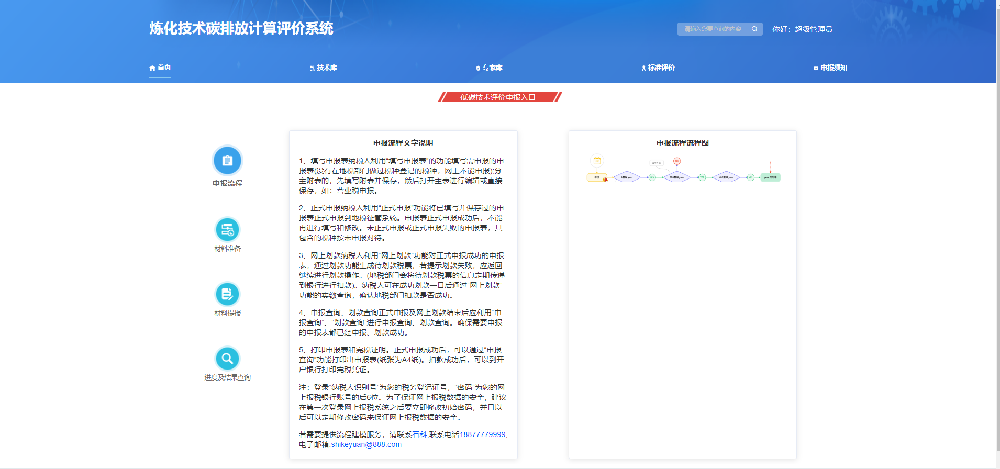 炼化技术碳排放计算评价系统
请输入您要查询的内容
你好：超级管理员
首页
技术库
专家库
标准评价
申报须知
低碳技术评价申报入口
申报流程
材料准备
材料提报
进度及结果查询
申报流程文字说明
1、填写申报表纳税人利用“填写申报表”的功能填写需申报的申
报表(没有在地税部门做过税种登记的税种，网上不能申报);分
主附表的，先填写附表并保存，然后打开主表进行编辑或直接
保存，如：营业税申报。
2、正式申报纳税人利用“正式申报”功能将已填写并保存过的申
报表正式申报到地税征管系统。申报表正式申报成功后，不能
再进行填写和修改。未正式申报或正式申报失败的申报表，其
包含的税种按未申报对待。
3、网上划款纳税人利用“网上划款”功能对正式申报成功的申报
表，通过划款功能生成待划款税票，若提示划款失败，应返回
继续进行划款操作。(地税部门会将待划款税票的信息定期传递
到银行进行扣款)。纳税人可在成功划款一日后通过“网上划款”
功能的实缴查询，确认地税部门扣款是否成功。
4、申报查询、划款查询正式申报及网上划款结束后应利用“申
报查询”、“划款查询”进行申报查询、划款查询。确保需要申报
的申报表都已经申报、划款成功。
5、打印申报表和完税证明。正式申报成功后，可以通过“申报
查询”功能打印出申报表(纸张为A4纸)。扣款成功后，可以到开
户银行打印完税凭证。
注：登录“纳税人识别号”为您的税务登记证号，“密码”为您的网
上报税银行账号的后6位。为了保证网上报税数据的安全，建议
在第一次登录网上报税系统之后要立即修改初始密码，并且以
后可以定期修改密码来保证网上报税数据的安全。
若需要提供流程建模服务，请联系石科,联系电话18877779999,
电子邮箱:shikeyuan@888.com
申报流程流程图
NO
年份
4整除 year
YES
100整除 year
YES
400整除 year
YES
year 是闰年